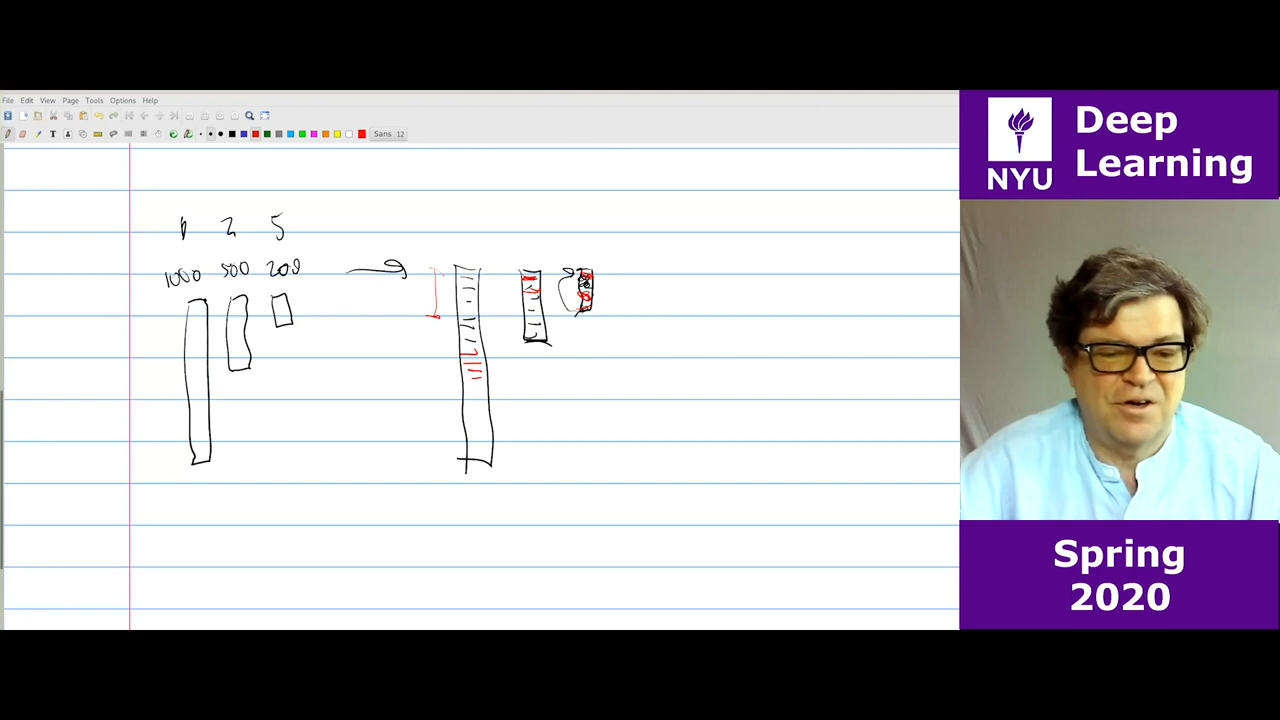 File Edit View Page Tools Options Help
Sans 12
1 2 5
1000 500 200
NYU
Deep
Learning
Spring
2020